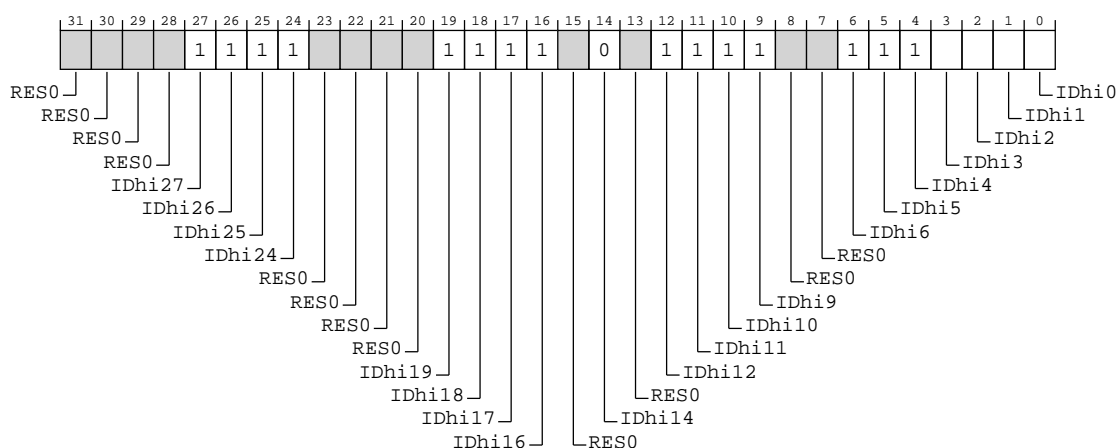 31 30 29 28 27 26 25 24 23 22 21 20 19 18 17 16 15 14 13 12 11 10 9 8 7 6 5 4 3 2 1 0
1 1 1 1 1 1 1 1 0 1 1 1 1 1 1 1
RES0 IDhi0
RES0 IDhi1
RES0 IDhi2
RES0 IDhi3
IDhi27 IDhi4
IDhi26 IDhi5
IDhi25 IDhi6
IDhi24 RES0
RES0 RES0
RES0 IDhi9
RES0 IDhi10
RES0 IDhi11
IDhi19 IDhi12
IDhi18 RES0
IDhi17 IDhi14
IDhi16 RES0